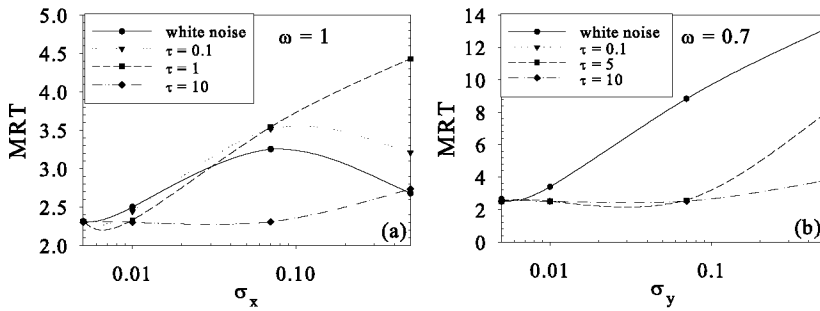 5.0
4.5
4.0
3.5
3.0
2.5
2.0
MRT
white noise
τ = 0.1
τ = 1
τ = 10
ω = 1
(a)
0.01
0.10
σx
14
12
10
8
6
4
2
0
MRT
white noise
τ = 0.1
τ = 5
τ = 10
ω = 0.7
(b)
0.01
0.1
σy